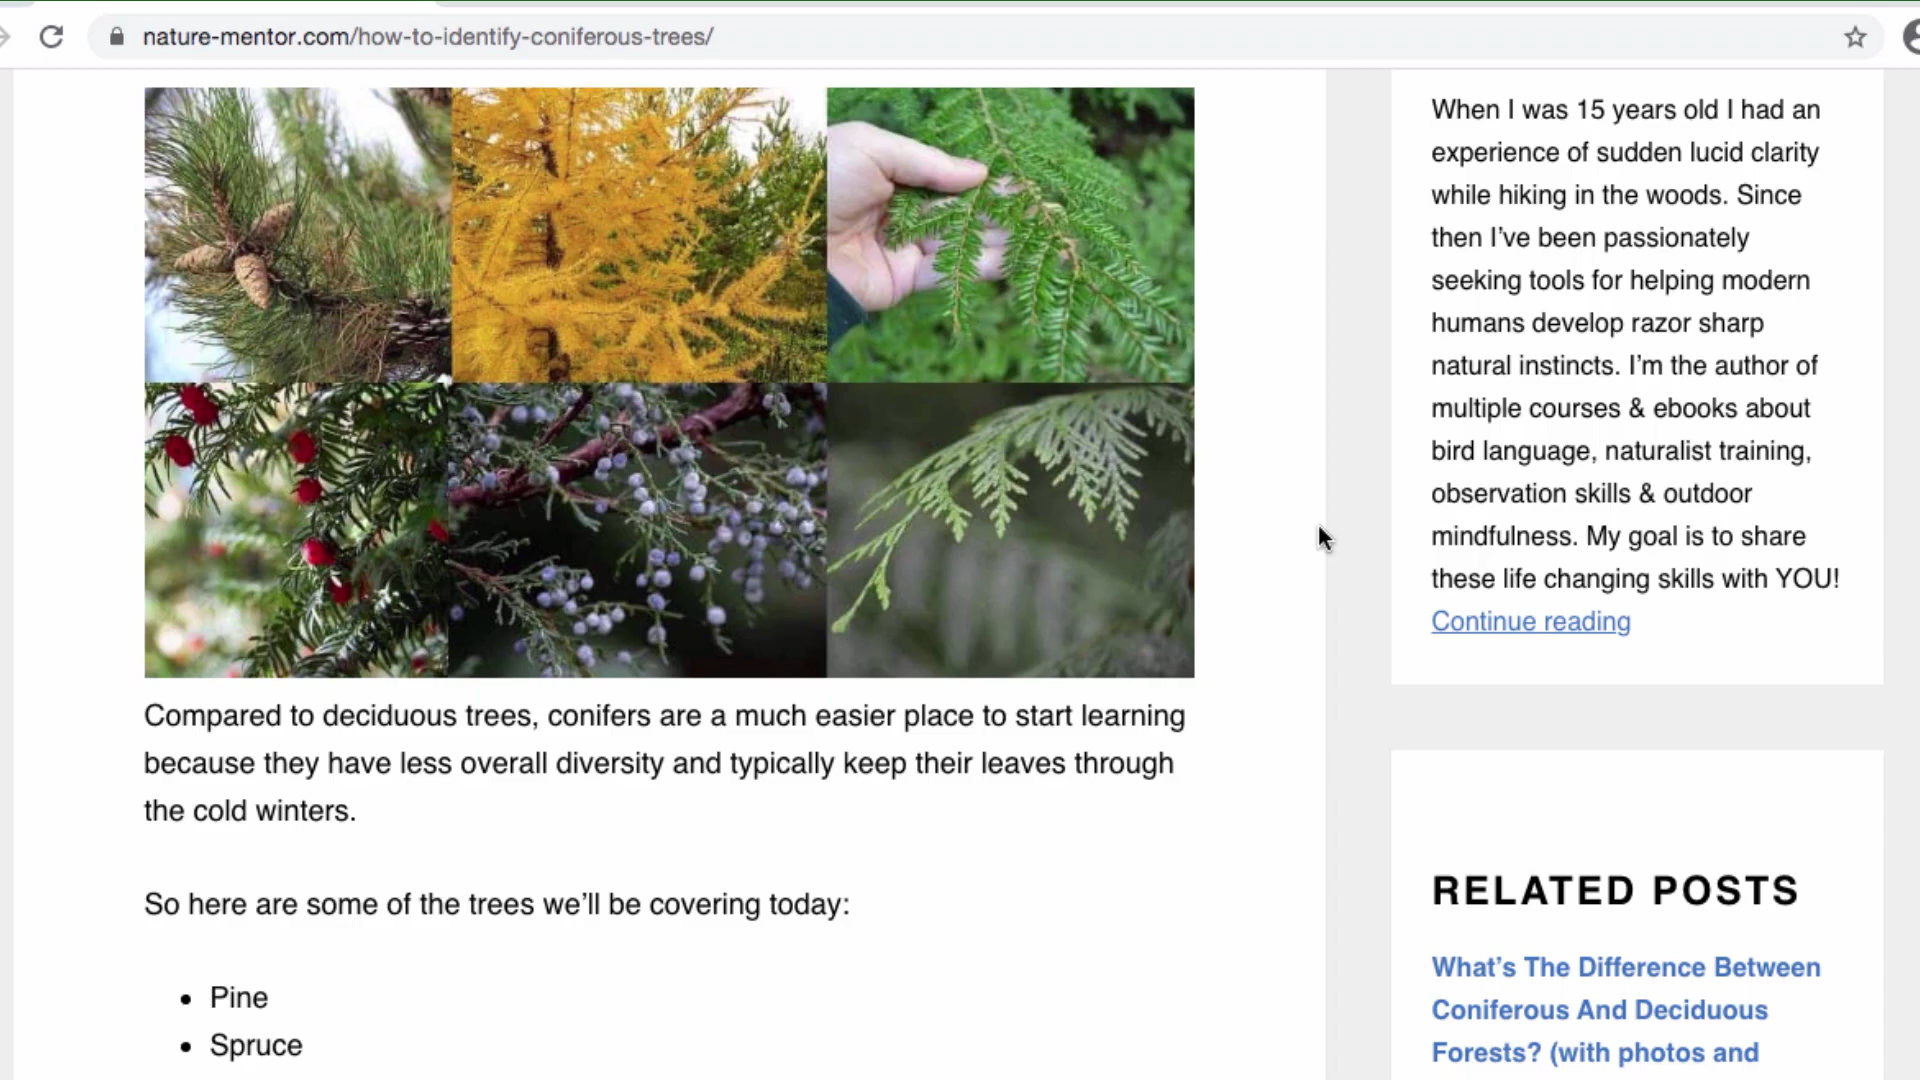 nature-mentor.com/how-to-identify-coniferous-trees/
Compared to deciduous trees, conifers are a much easier place to start learning
because they have less overall diversity and typically keep their leaves through
the cold winters.
So here are some of the trees we’ll be covering today:
• Pine
• Spruce
When I was 15 years old I had an
experience of sudden lucid clarity
while hiking in the woods. Since
then I’ve been passionately
seeking tools for helping modern
humans develop razor sharp
natural instincts. I’m the author of
multiple courses & ebooks about
bird language, naturalist training,
observation skills & outdoor
mindfulness. My goal is to share
these life changing skills with YOU!
Continue reading
RELATED POSTS
What’s The Difference Between
Coniferous And Deciduous
Forests? (with photos and